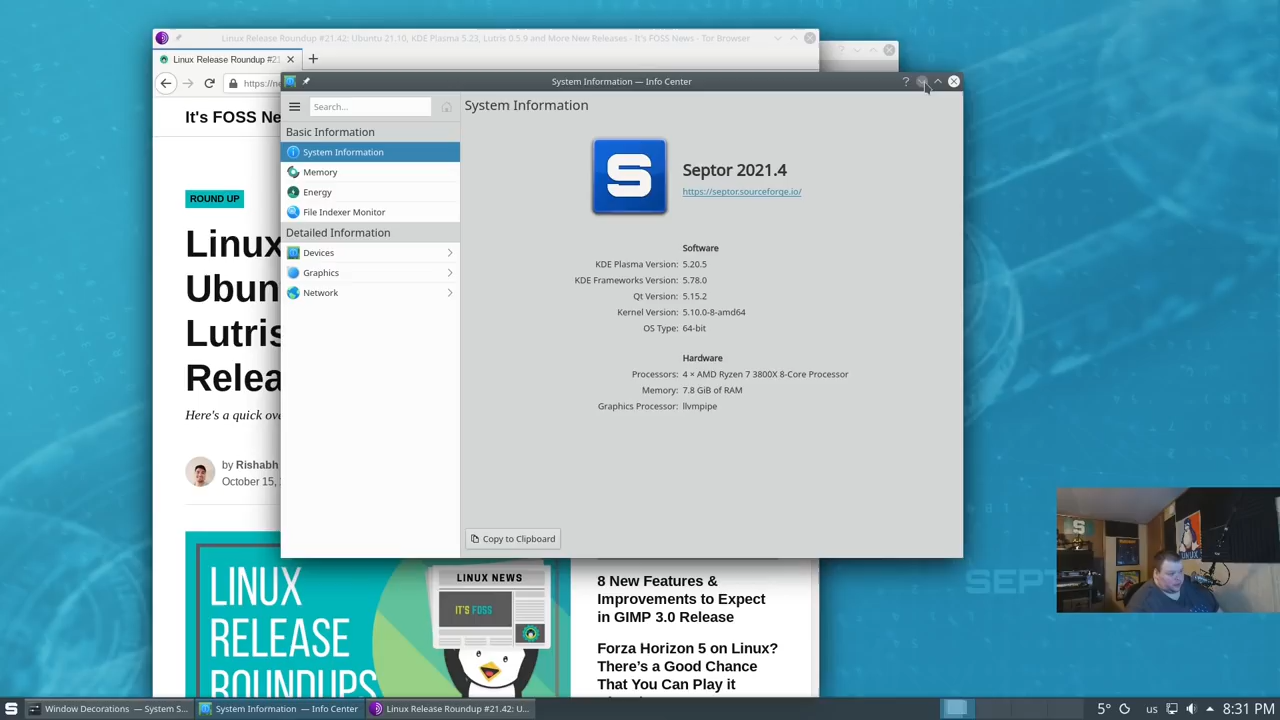 Linux Release Roundup #21.42: Ubuntu 21.10, KDE Plasma 5.23, Lutris 0.5.9 and More New Releases - It's FOSS News - Tor Browser
Linux Release Roundup #21
https://ne
It's FOSS Ne
ROUND UP
Linux
Ubun
Lutris
Relea
Here's a quick ove
by Rishabh
October 15,
LINUX
RELEASE
ROUNDUPS
LINUX NEWS
IT'S FOSS
8 New Features &
Improvements to Expect
in GIMP 3.0 Release
Forza Horizon 5 on Linux?
There's a Good Chance
That You Can Play it
System Information — Info Center
Search...
Basic Information
System Information
Memory
Energy
File Indexer Monitor
Detailed Information
Devices
Graphics
Network
System Information
S
Septor 2021.4
https://septor.sourceforge.io/
Software
KDE Plasma Version: 5.20.5
KDE Frameworks Version: 5.78.0
Qt Version: 5.15.2
Kernel Version: 5.10.0-8-amd64
OS Type: 64-bit
Hardware
Processors: 4 × AMD Ryzen 7 3800X 8-Core Processor
Memory: 7.8 GiB of RAM
Graphics Processor: llvmpipe
Copy to Clipboard
SEPT
S
Window Decorations — System S...
System Information — Info Center
Linux Release Roundup #21.42: U...
5°
us
8:31 PM